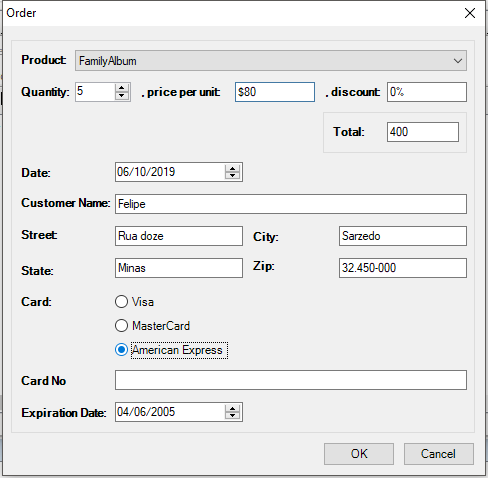 Order
Product: FamilyAlbum
Quantity: 5 , price per unit: $80 , discount: 0%
Total: 400
Date: 06/10/2019
Customer Name: Felipe
Street: Rua doze City: Sarzedo
State: Minas Zip: 32.450-000
Card: Visa
MasterCard
American Express
Card No
Expiration Date: 04/06/2005
OK Cancel